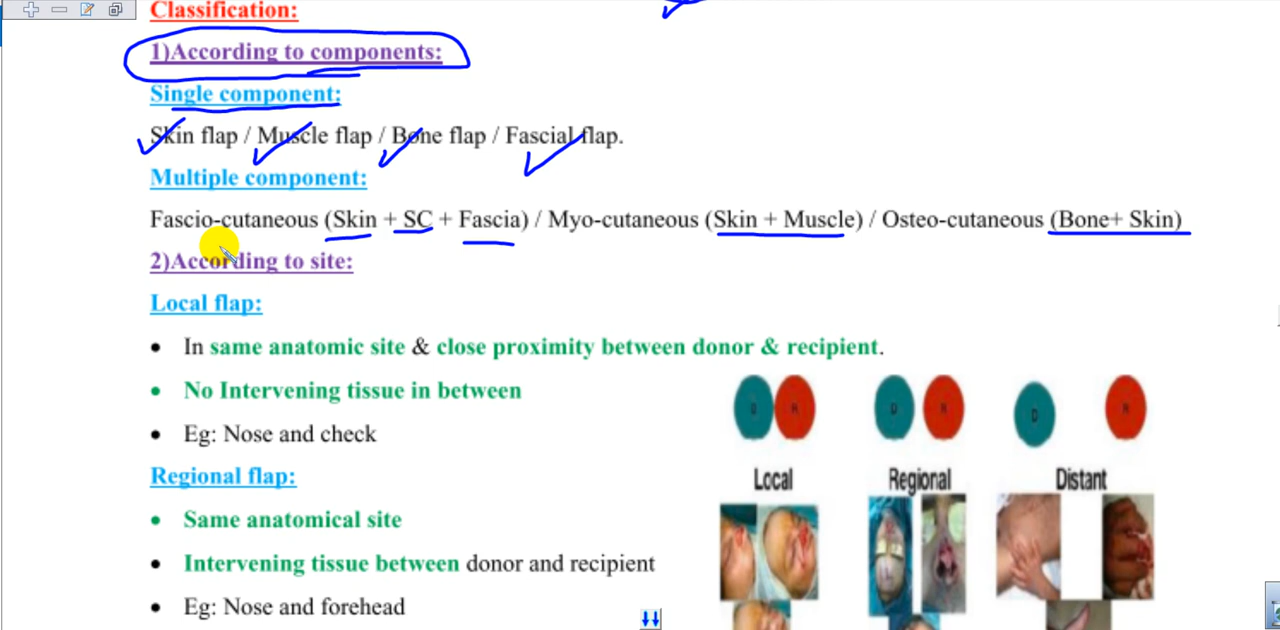 Classification:
1)According to components:
Single component:
Skin flap / Muscle flap / Bone flap / Fascial flap.
Multiple component:
Fascio-cutaneous (Skin + SC + Fascia) / Myo-cutaneous (Skin + Muscle) / Osteo-cutaneous (Bone+ Skin)
2)According to site:
Local flap:
• In same anatomic site & close proximity between donor & recipient.
• No Intervening tissue in between
• Eg: Nose and check
Regional flap:
• Same anatomical site
• Intervening tissue between donor and recipient
• Eg: Nose and forehead
D R D R D R
Local Regional Distant